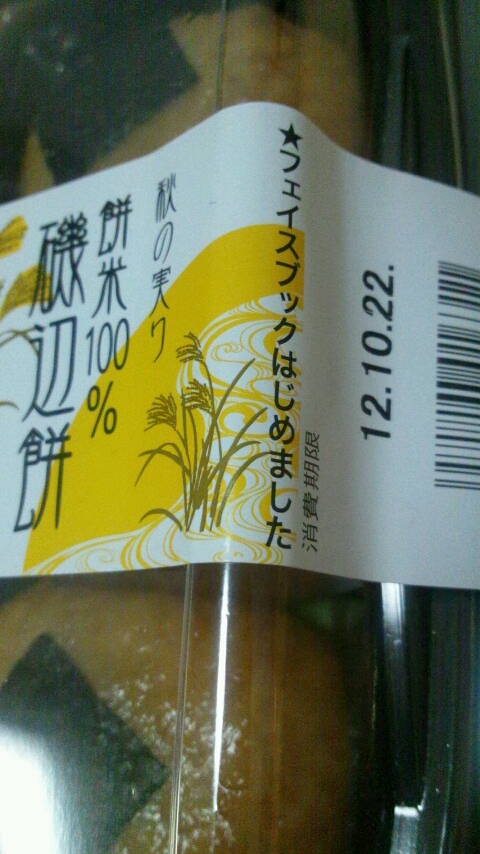 ★フェイスブックはじめました
消費期限
12.10.22.
秋の実り
餅米100%
磯辺餅